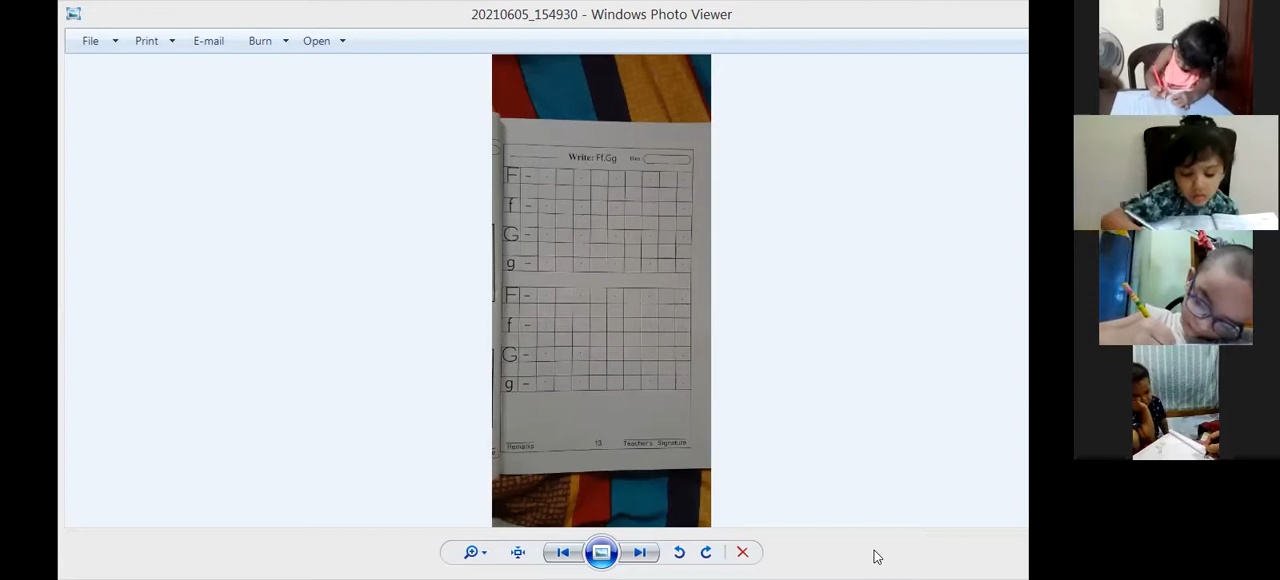 20210605_154930 - Windows Photo Viewer
File Print E-mail Burn Open
Write: Ff,Gg
F -
f -
G -
g -
F -
f -
G -
g -
Remarks 13 Teacher's Signature